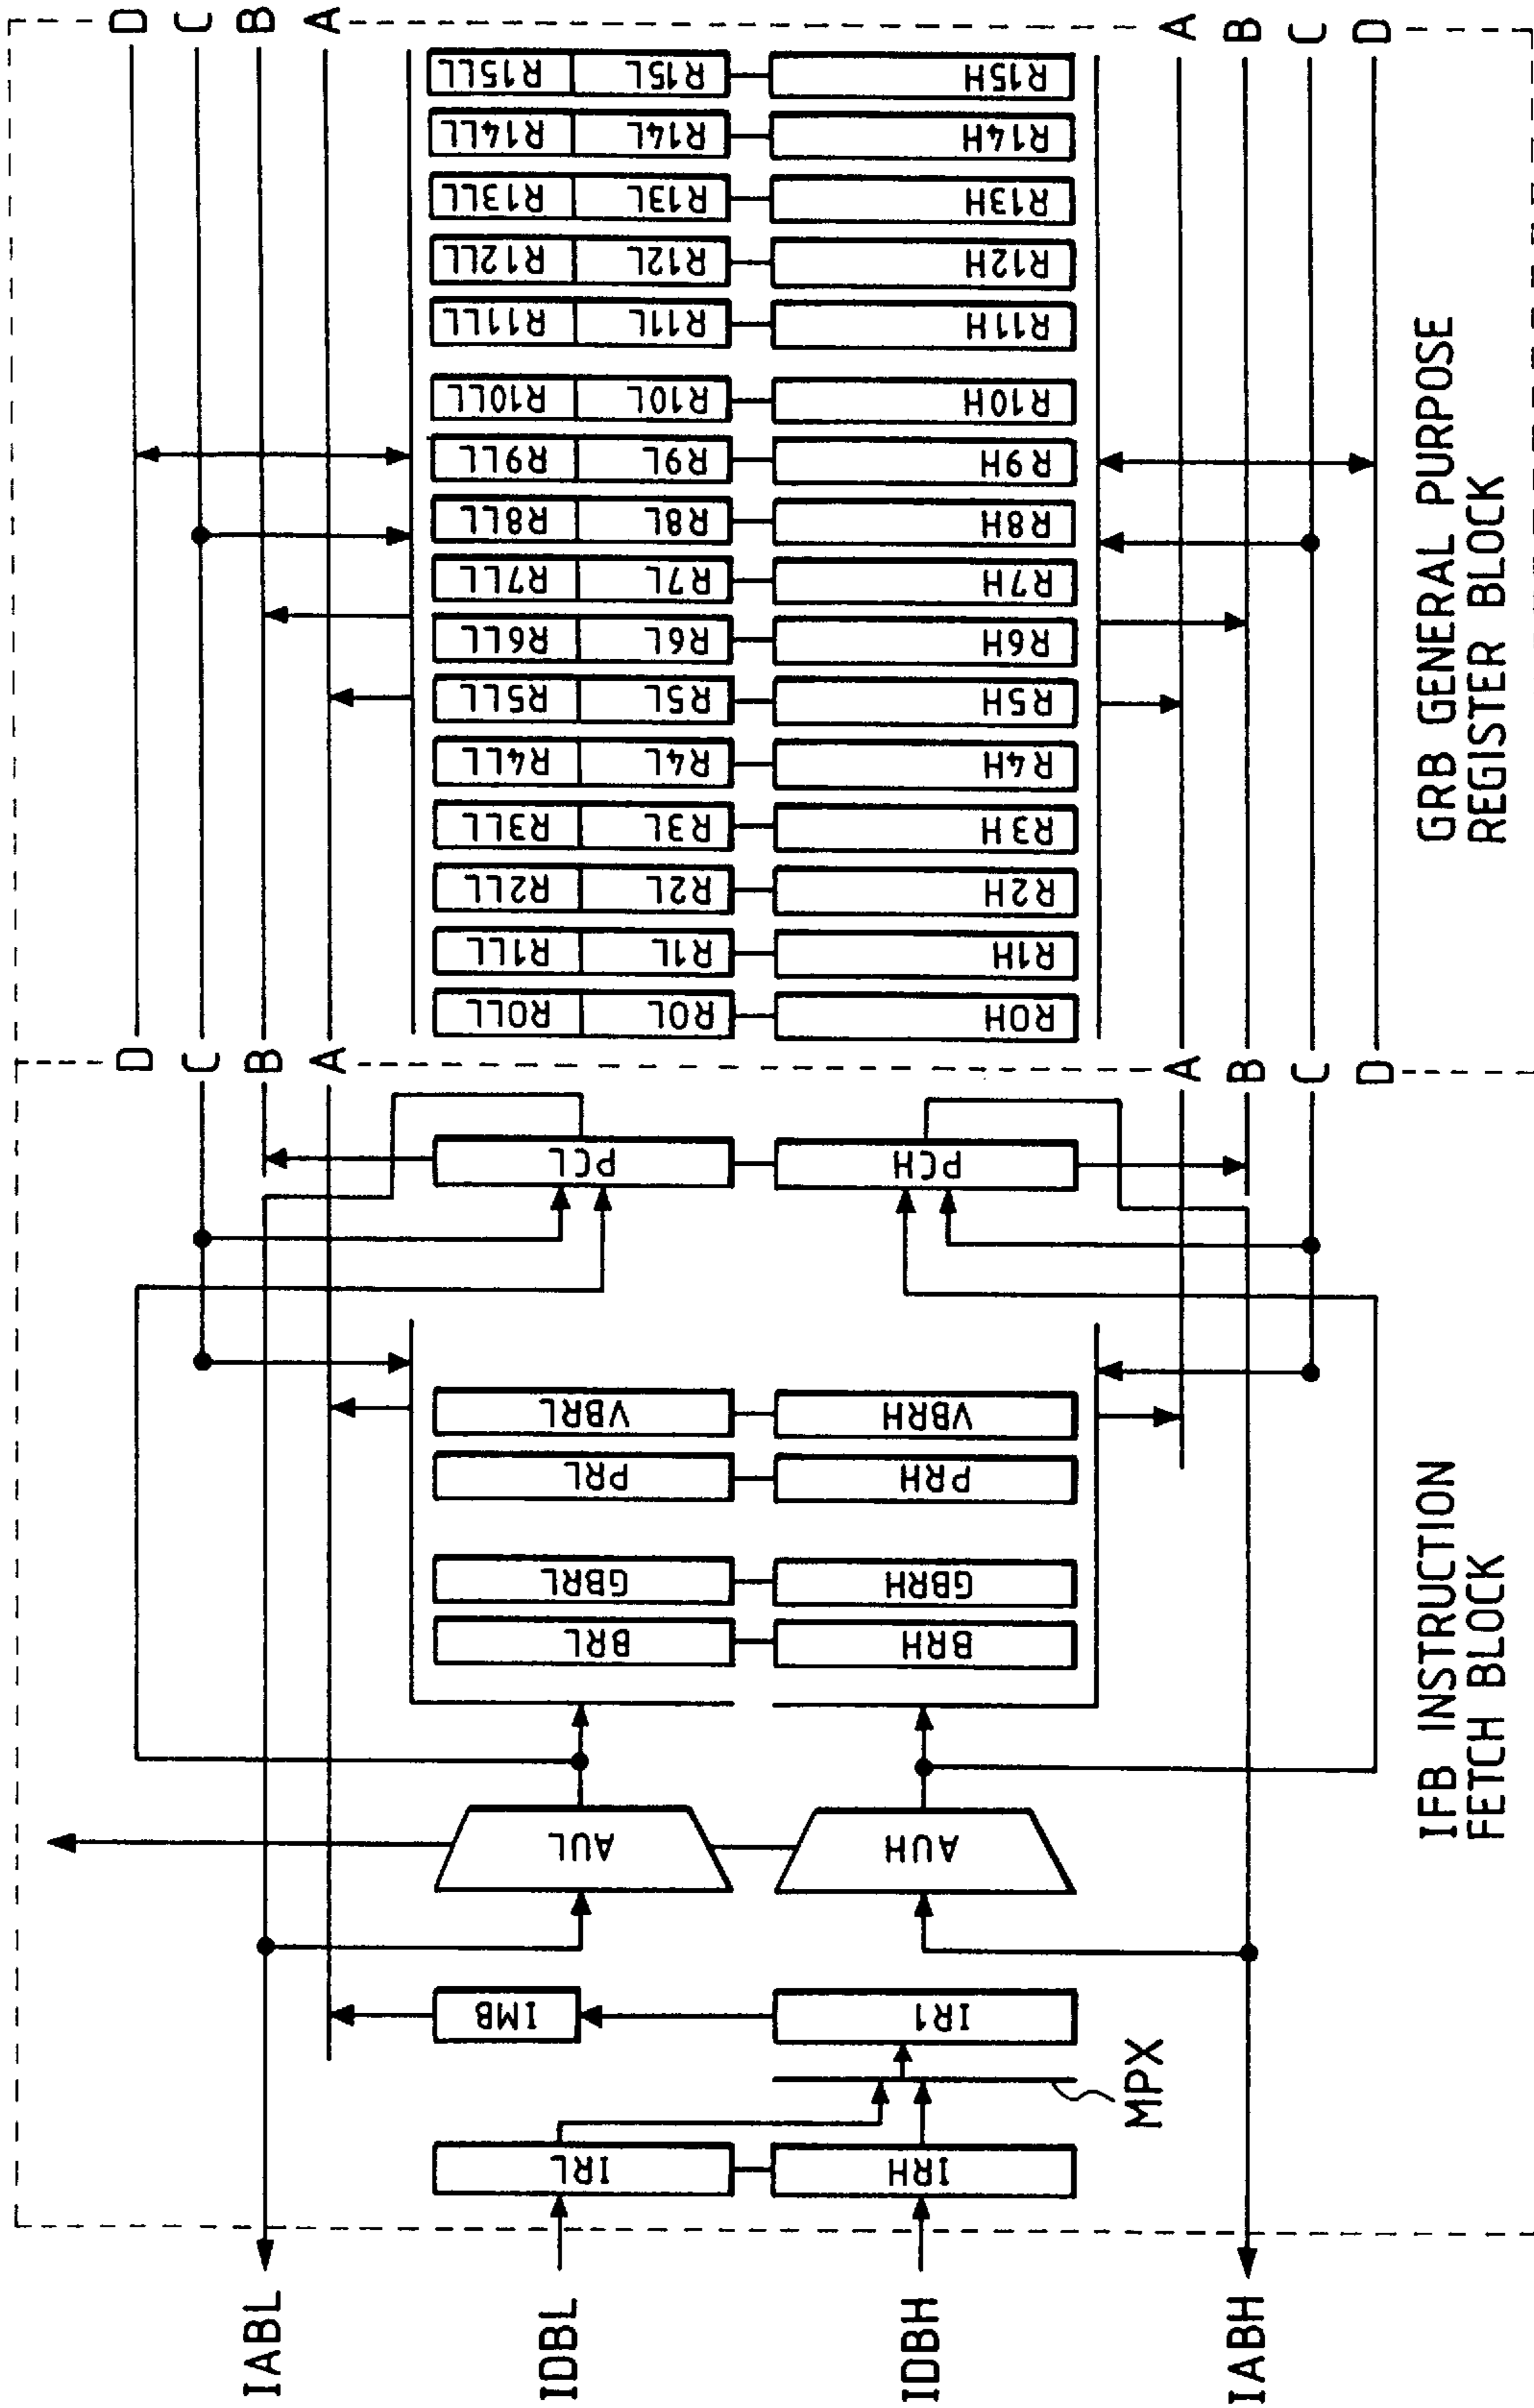 IABL
IDBL
IDBH
IABH
IRL
IRH
MPX
IMB
IR1
AUL
AUH
BRL
BRH
GBRL
GBRH
PRL
PRH
VBRL
VBRH
PCL
PCH
D
C
B
A
A
B
C
D
IFB INSTRUCTION
FETCH BLOCK
R0LL R0L R0H
R1LL R1L R1H
R2LL R2L R2H
R3LL R3L R3H
R4LL R4L R4H
R5LL R5L R5H
R6LL R6L R6H
R7LL R7L R7H
R8LL R8L R8H
R9LL R9L R9H
R10LL R10L R10H
R11LL R11L R11H
R12LL R12L R12H
R13LL R13L R13H
R14LL R14L R14H
R15LL R15L R15H
D
C
B
A
A
B
C
D
GRB GENERAL PURPOSE
REGISTER BLOCK